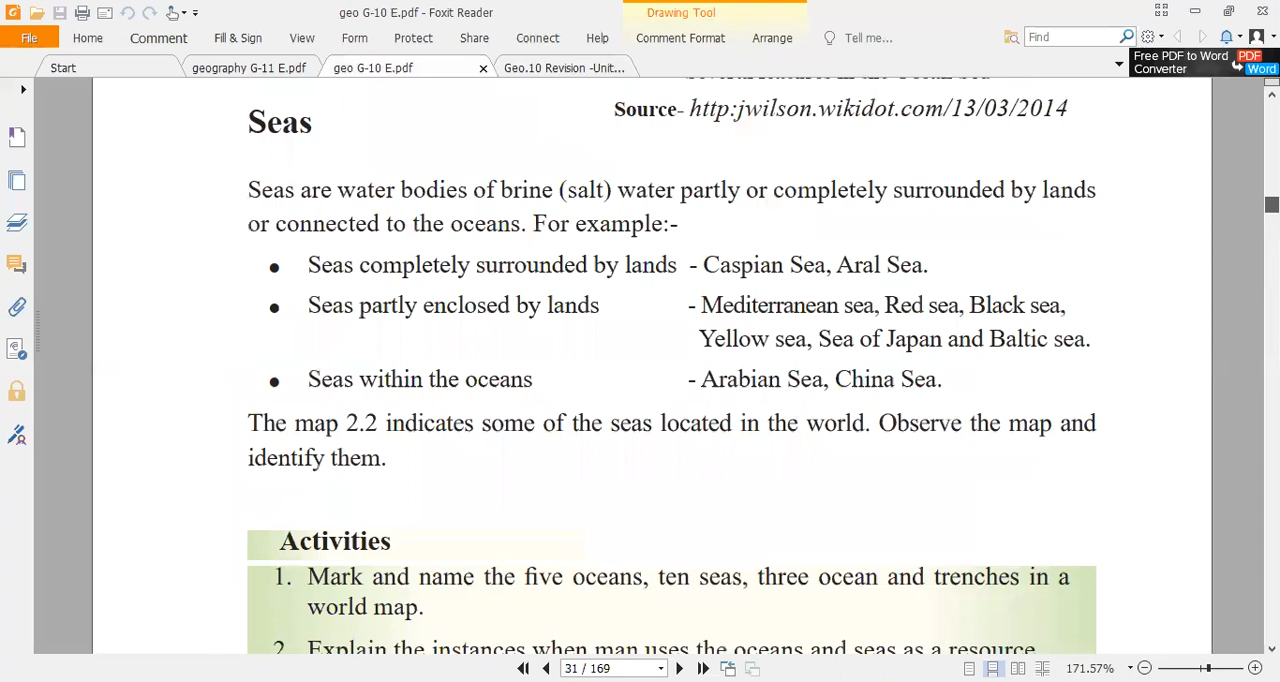 geo G-10 E.pdf - Foxit Reader
Drawing Tool
File Home Comment Fill & Sign View Form Protect Share Connect Help Comment Format Arrange Tell me... Find
Start geography G-11 E.pdf geo G-10 E.pdf Geo.10 Revision -Unit...
Free PDF to Word
Converter
PDF
Word
Source- http:jwilson.wikidot.com/13/03/2014
Seas
Seas are water bodies of brine (salt) water partly or completely surrounded by lands
or connected to the oceans. For example:-
● Seas completely surrounded by lands - Caspian Sea, Aral Sea.
● Seas partly enclosed by lands - Mediterranean sea, Red sea, Black sea,
Yellow sea, Sea of Japan and Baltic sea.
● Seas within the oceans - Arabian Sea, China Sea.
The map 2.2 indicates some of the seas located in the world. Observe the map and
identify them.
Activities
1. Mark and name the five oceans, ten seas, three ocean and trenches in a
world map.
2. Explain the instances when man uses the oceans and seas as a resource
31 / 169
171.57%